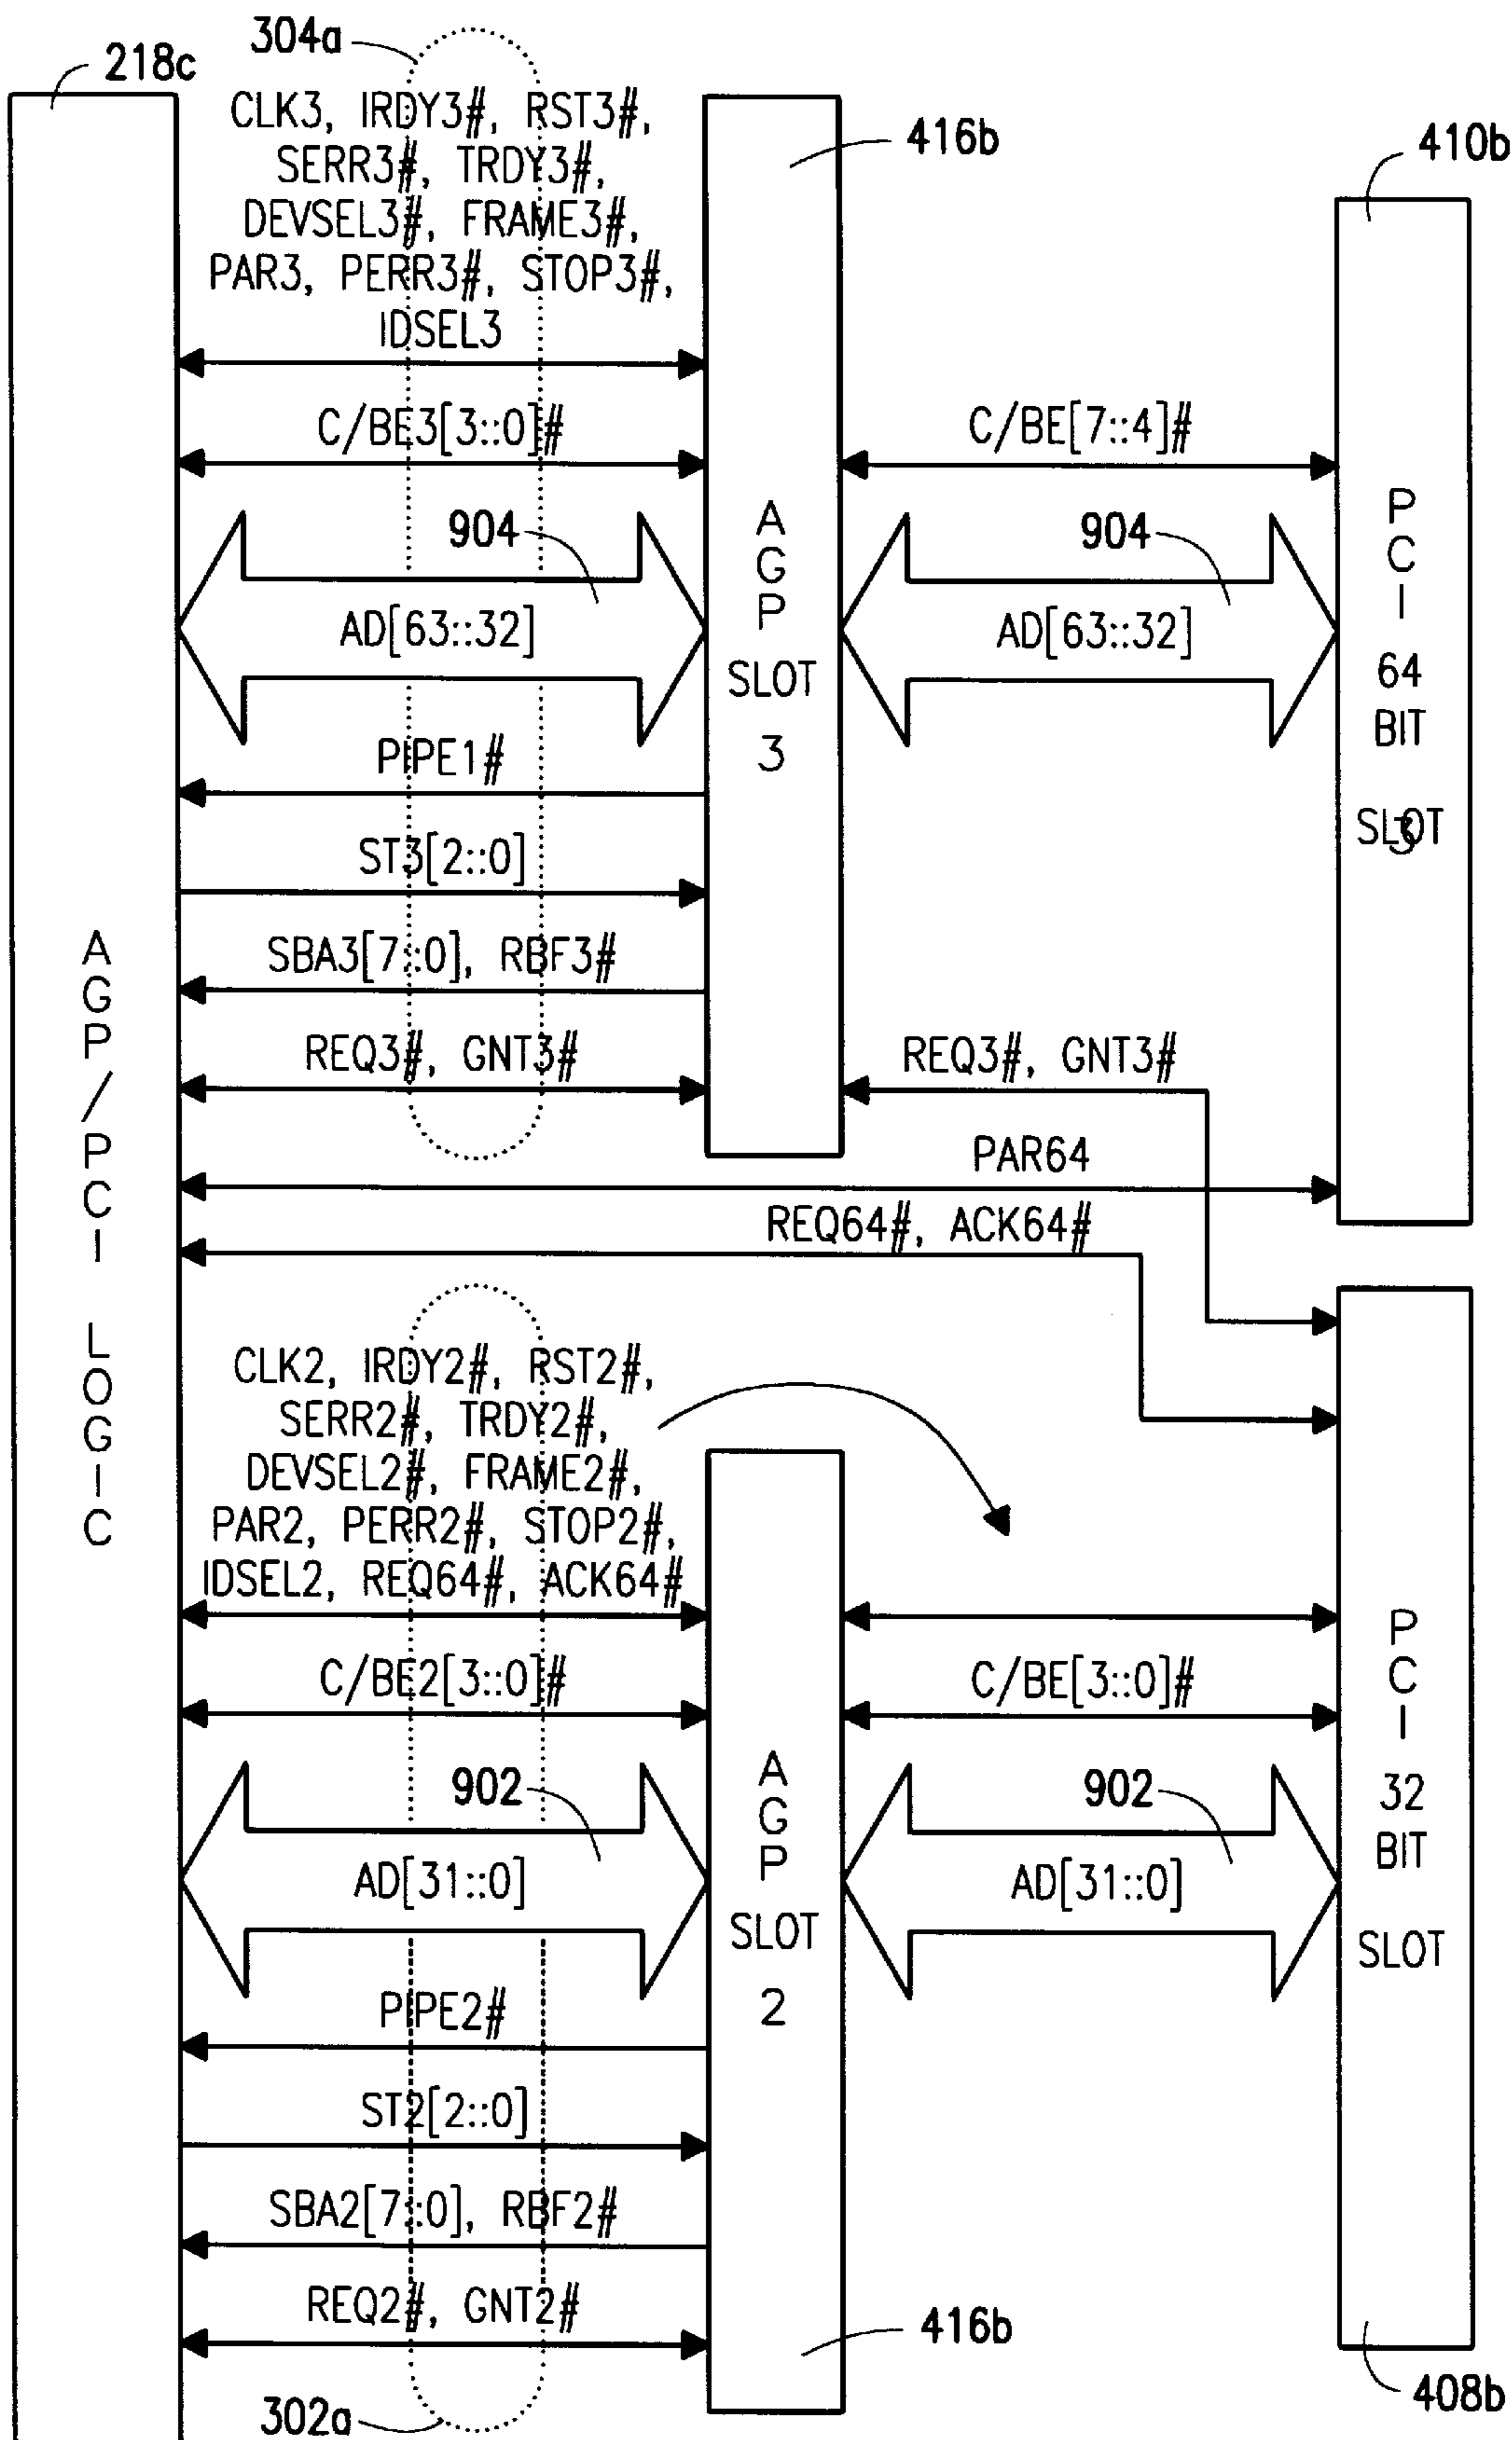 304a
218c
CLK3, IRDY3#, RST3#,
SERR3#, TRDY3#,
DEVSEL3#, FRAME3#,
PAR3, PERR3#, STOP3#,
IDSEL3
416b
410b
C/BE3[3::0]#
C/BE[7::4]#
904
904
AD[63::32]
AD[63::32]
AGP
SLOT
3
PCI
64
BIT
SLOT
3
PIPE1#
ST3[2::0]
SBA3[7::0], RBF3#
REQ3#, GNT3#
REQ3#, GNT3#
PAR64
REQ64#, ACK64#
AGP/PCI LOGIC
CLK2, IRDY2#, RST2#,
SERR2#, TRDY2#,
DEVSEL2#, FRAME2#,
PAR2, PERR2#, STOP2#,
IDSEL2, REQ64#, ACK64#
C/BE2[3::0]#
C/BE[3::0]#
902
902
AD[31::0]
AD[31::0]
AGP
SLOT
2
PCI
32
BIT
SLOT
PIPE2#
ST2[2::0]
SBA2[7::0], RBF2#
REQ2#, GNT2#
416b
302a
408b